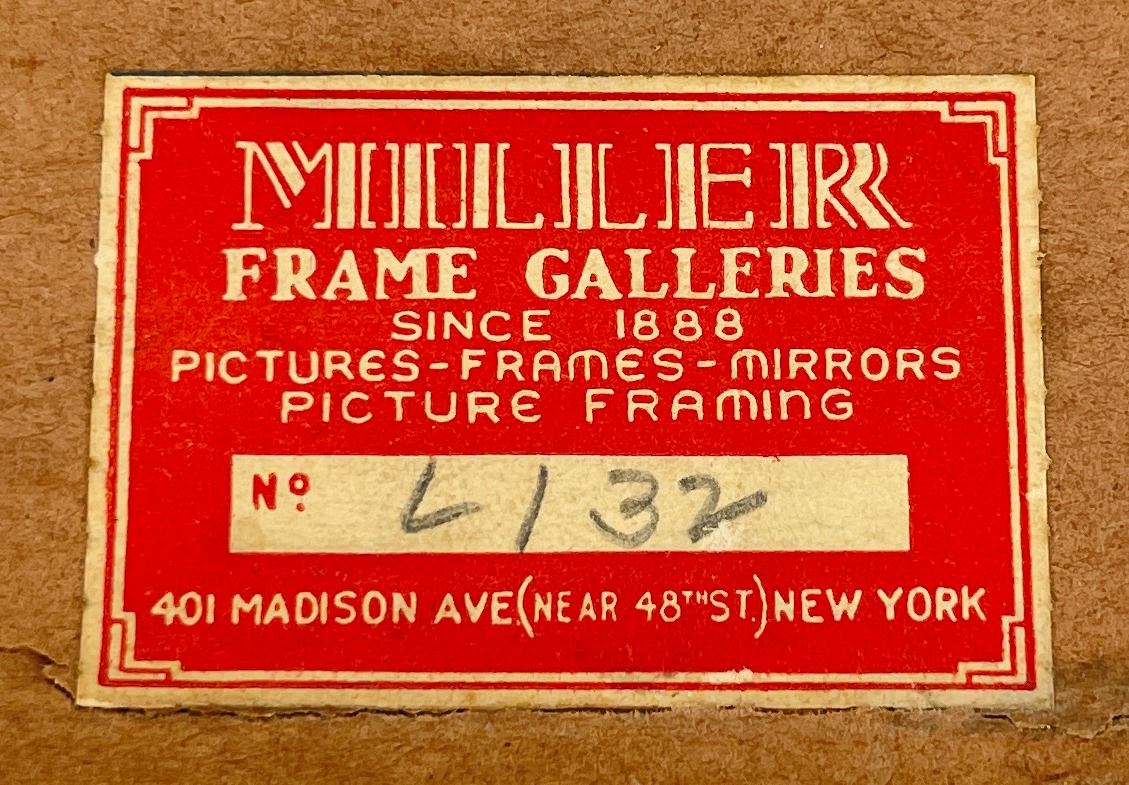 MILLER
FRAME GALLERIES
SINCE 1888
PICTURES-FRAMES-MIRRORS
PICTURE FRAMING
Nº. L132
401 MADISON AVE. (NEAR 48TH ST.) NEW YORK